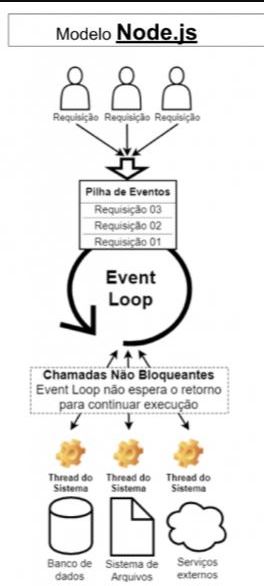 Modelo Node.js
Requisição Requisição Requisição
Pilha de Eventos
Requisição 03
Requisição 02
Requisição 01
Event
Loop
Chamadas Não Bloqueantes
Event Loop não espera o retorno
para continuar execução
Thread do Thread do Thread do
Sistema Sistema Sistema
Banco de Sistema de Serviços
dados Arquivos externos